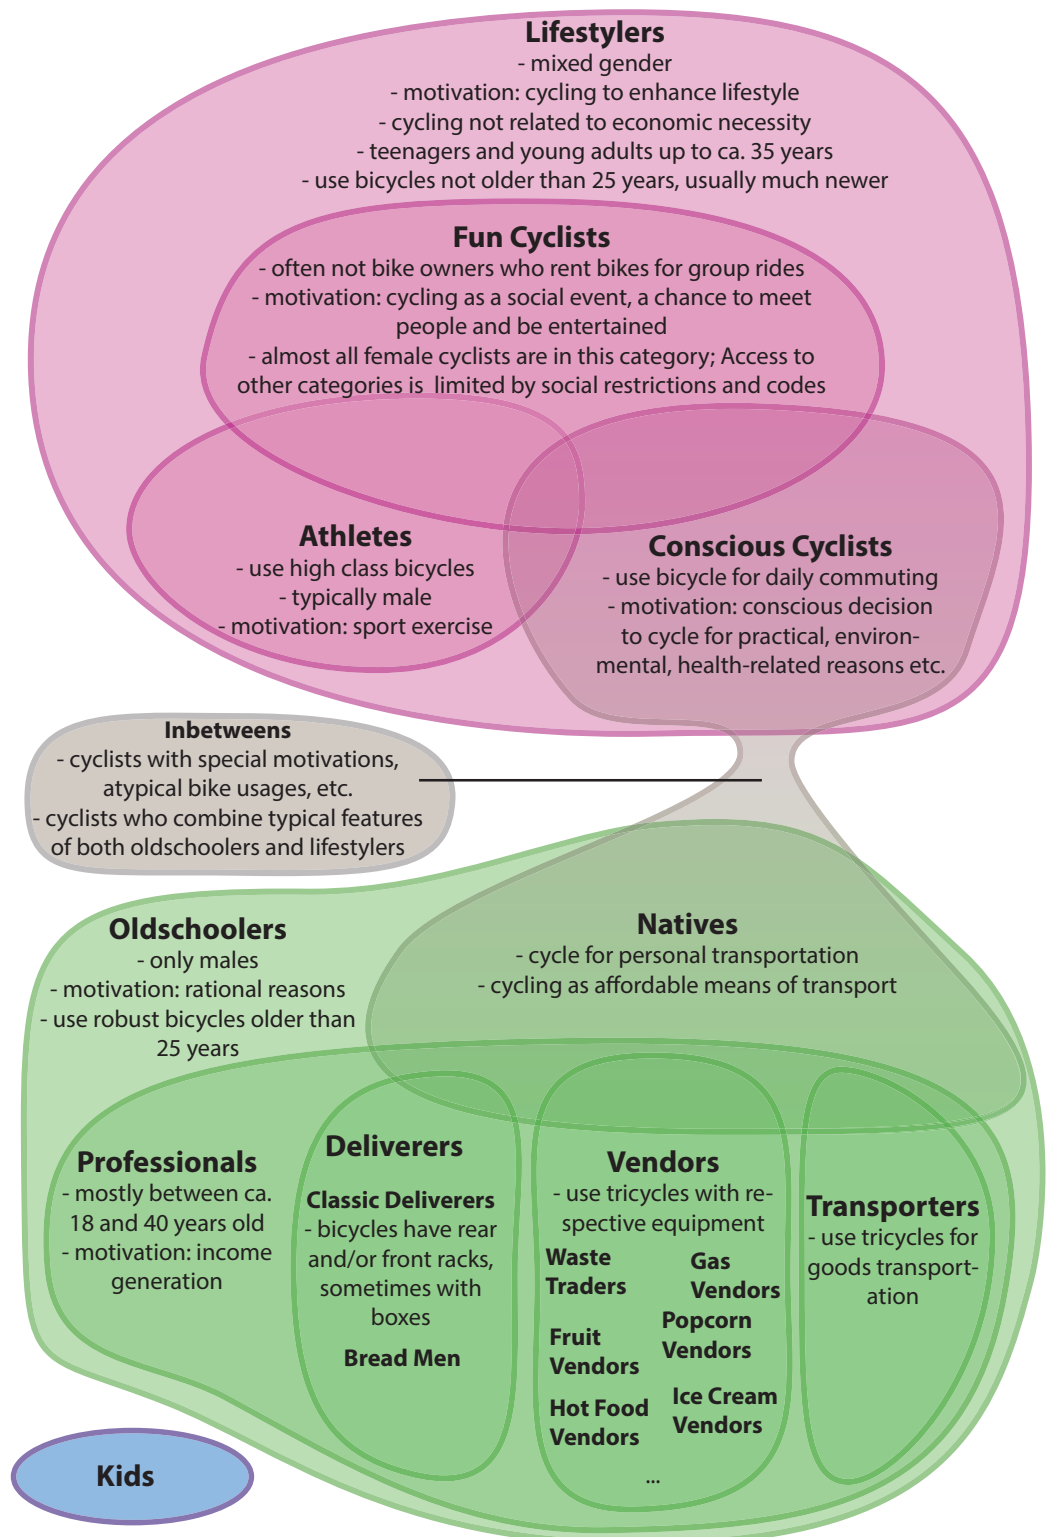 Lifestylers
- mixed gender
- motivation: cycling to enhance lifestyle
- cycling not related to economic necessity
- teenagers and young adults up to ca. 35 years
- use bicycles not older than 25 years, usually much newer
Fun Cyclists
- often not bike owners who rent bikes for group rides
- motivation: cycling as a social event, a chance to meet
people and be entertained
- almost all female cyclists are in this category; Access to
other categories is limited by social restrictions and codes
Athletes
- use high class bicycles
- typically male
- motivation: sport exercise
Conscious Cyclists
- use bicycle for daily commuting
- motivation: conscious decision
to cycle for practical, environ-
mental, health-related reasons etc.
Inbetweens
- cyclists with special motivations,
atypical bike usages, etc.
- cyclists who combine typical features
of both oldschoolers and lifestylers
Oldschoolers
- only males
- motivation: rational reasons
- use robust bicycles older than
25 years
Natives
- cycle for personal transportation
- cycling as affordable means of transport
Professionals
- mostly between ca.
18 and 40 years old
- motivation: income
generation
Deliverers
Classic Deliverers
- bicycles have rear
and/or front racks,
sometimes with
boxes
Bread Men
Vendors
- use tricycles with re-
spective equipment
Waste
Traders
Gas
Vendors
Fruit
Vendors
Popcorn
Vendors
Hot Food
Vendors
Ice Cream
Vendors
...
Transporters
- use tricycles for
goods transport-
ation
Kids